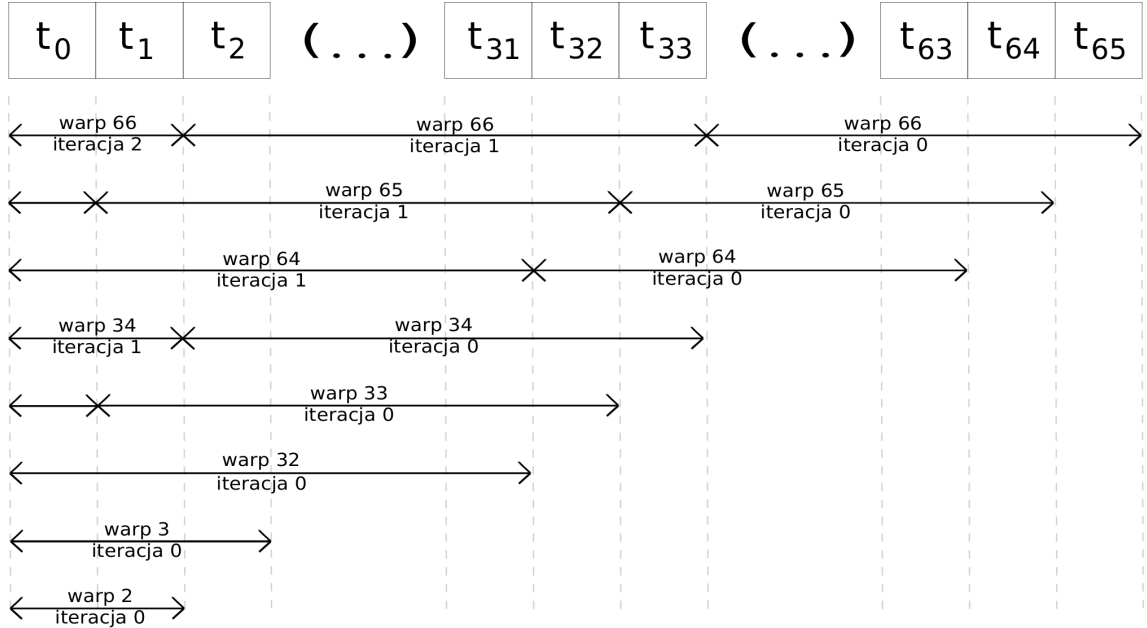 t0 t1 t2 (...) t31 t32 t33 (...) t63 t64 t65
warp 66 warp 66 warp 66
iteracja 2 iteracja 1 iteracja 0
warp 65 warp 65
iteracja 1 iteracja 0
warp 64 warp 64
iteracja 1 iteracja 0
warp 34 warp 34
iteracja 1 iteracja 0
warp 33
iteracja 0
warp 32
iteracja 0
warp 3
iteracja 0
warp 2
iteracja 0